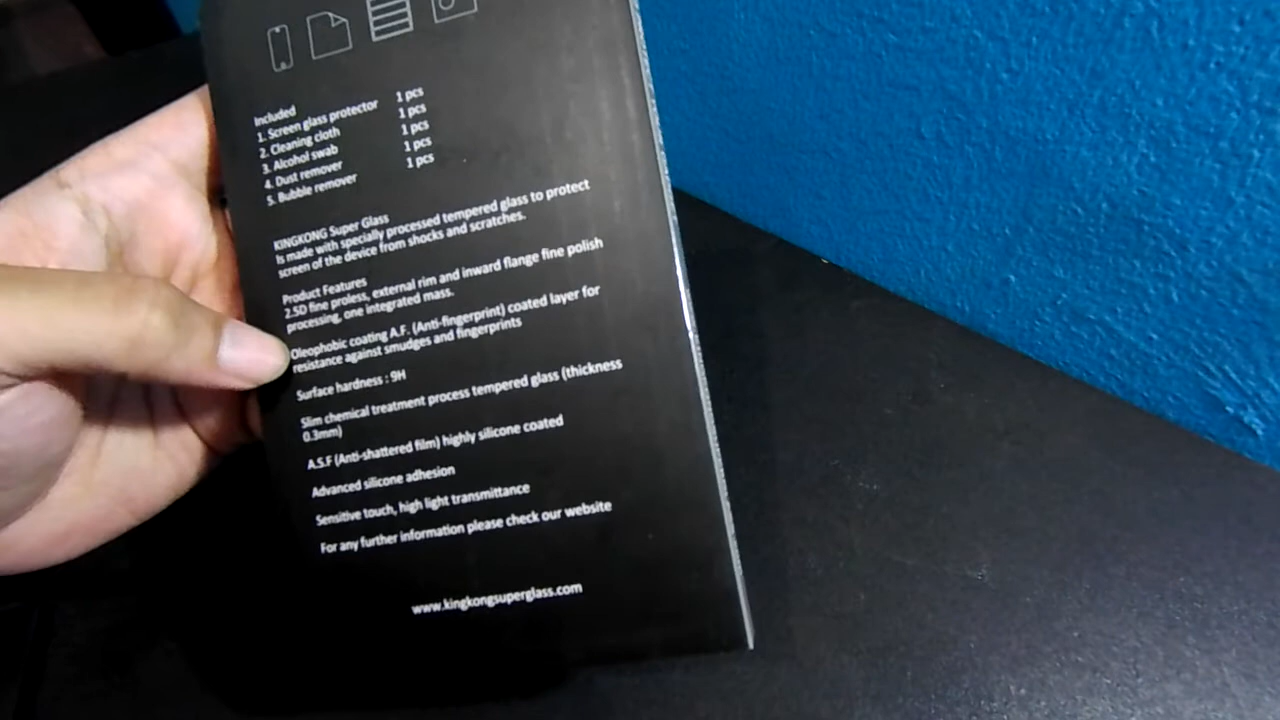 Included
1. Screen glass protector 1 pcs
2. Cleaning cloth 1 pcs
3. Alcohol swab 1 pcs
4. Dust remover 1 pcs
5. Bubble remover 1 pcs
KINGKONG Super Glass
Is made with specially processed tempered glass to protect
screen of the device from shocks and scratches.
Product Features
2.5D fine proless, external rim and inward flange fine polish
processing, one integrated mass.
Oleophobic coating A.F. (Anti-fingerprint) coated layer for
resistance against smudges and fingerprints
Surface hardness : 9H
Slim chemical treatment process tempered glass (thickness
0.3mm)
A.S.F (Anti-shattered film) highly silicone coated
Advanced silicone adhesion
Sensitive touch, high light transmittance
For any further information please check our website
www.kingkongsuperglass.com